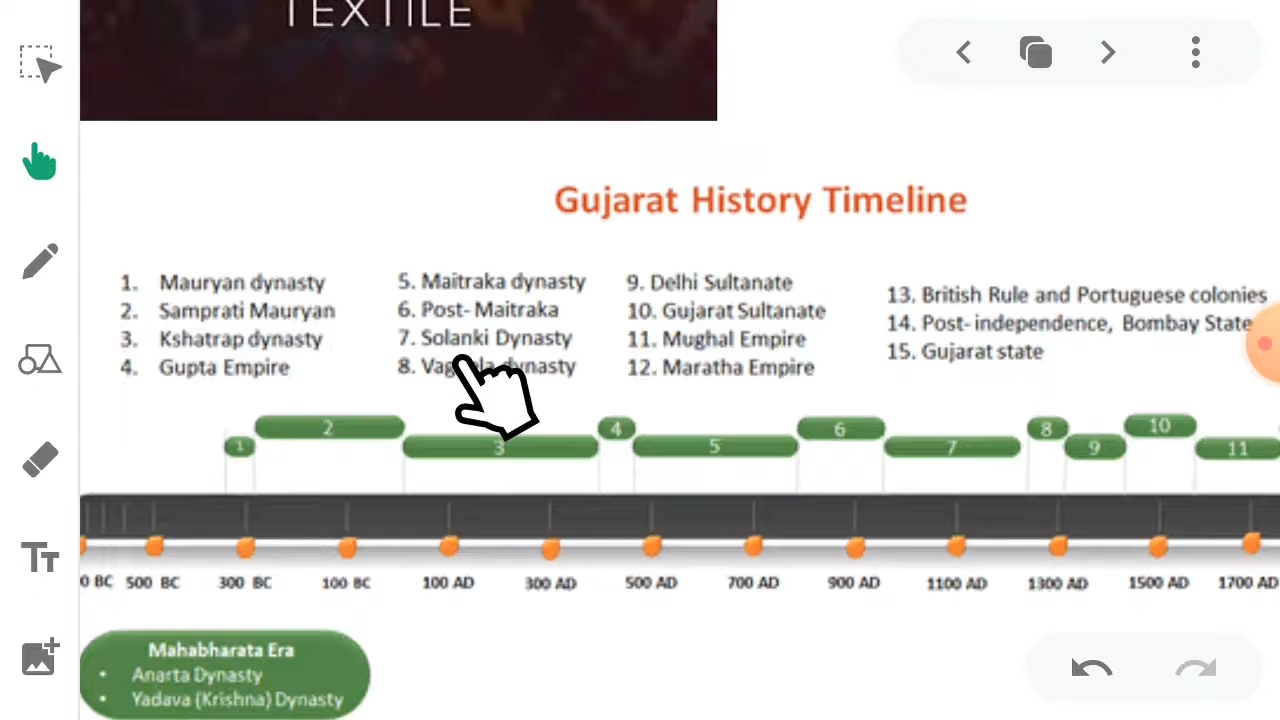 TEXTILE
Gujarat History Timeline
1. Mauryan dynasty
2. Samprati Mauryan
3. Kshatrap dynasty
4. Gupta Empire
5. Maitraka dynasty
6. Post- Maitraka
7. Solanki Dynasty
8. dynasty
9. Delhi Sultanate
10. Gujarat Sultanate
11. Mughal Empire
12. Maratha Empire
13. British Rule and Portuguese colonies
14. Post- independence, Bombay State
15. Gujarat state
1 2 3 4 5 6 7 8 9 10 11
0 BC 500 BC 300 BC 100 BC 100 AD 300 AD 500 AD 700 AD 900 AD 1100 AD 1300 AD 1500 AD 1700 AD
Mahabharata Era
• Anarta Dynasty
• Yadava (Krishna) Dynasty
Tт